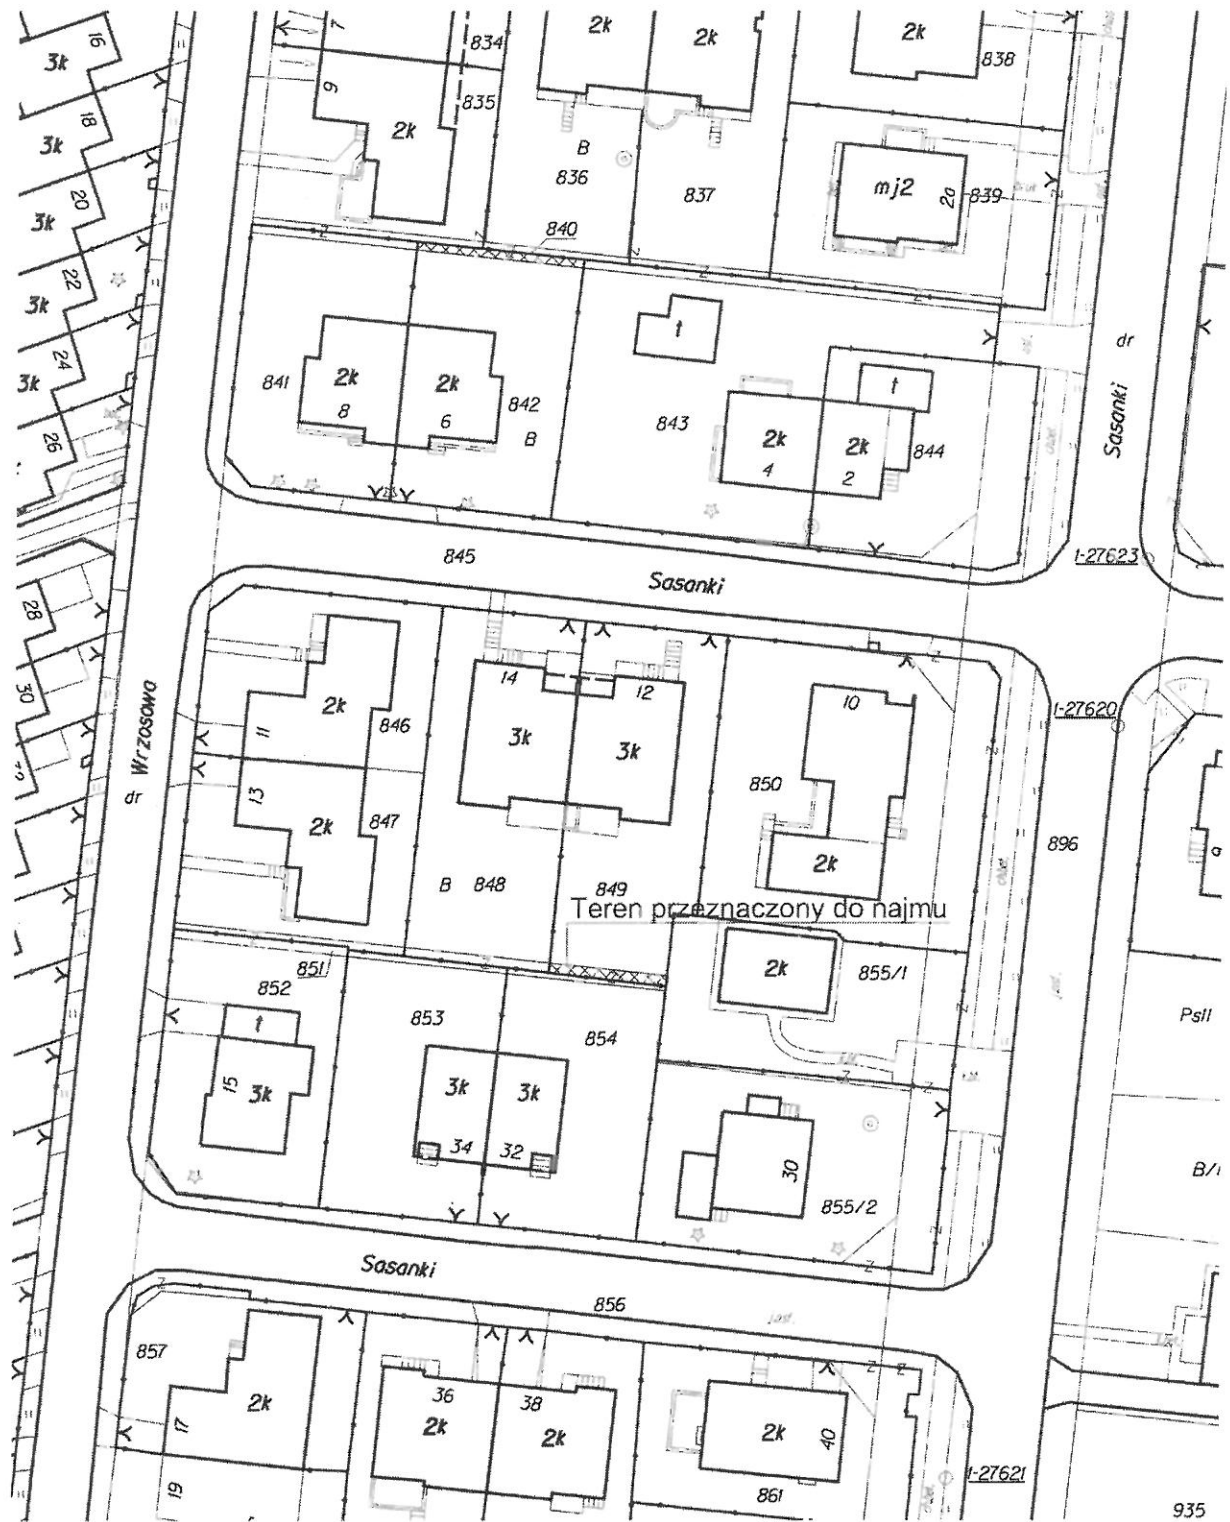 16
3k
7
834
2k
2k
2k
838
18
3k
9
835
2k
20
3k
B
836
837
mj2
2a
839
840
22
3k
24
3k
26
841
2k
8
2k
6
842
B
t
843
2k
4
t
2k
2
844
dr
Sasanki
845
Sasanki
1-27623
28
30
Wrzosowa
dr
11
2k
846
14
3k
12
3k
10
1-27620
850
13
2k
847
2k
896
a
B 848
849
Teren przeznaczony do najmu
851
852
853
854
2k
855/1
PsII
t
15
3k
3k
34
3k
32
30
855/2
Sasanki
856
857
17
2k
36
2k
38
2k
2k
40
19
861
1-27621
935